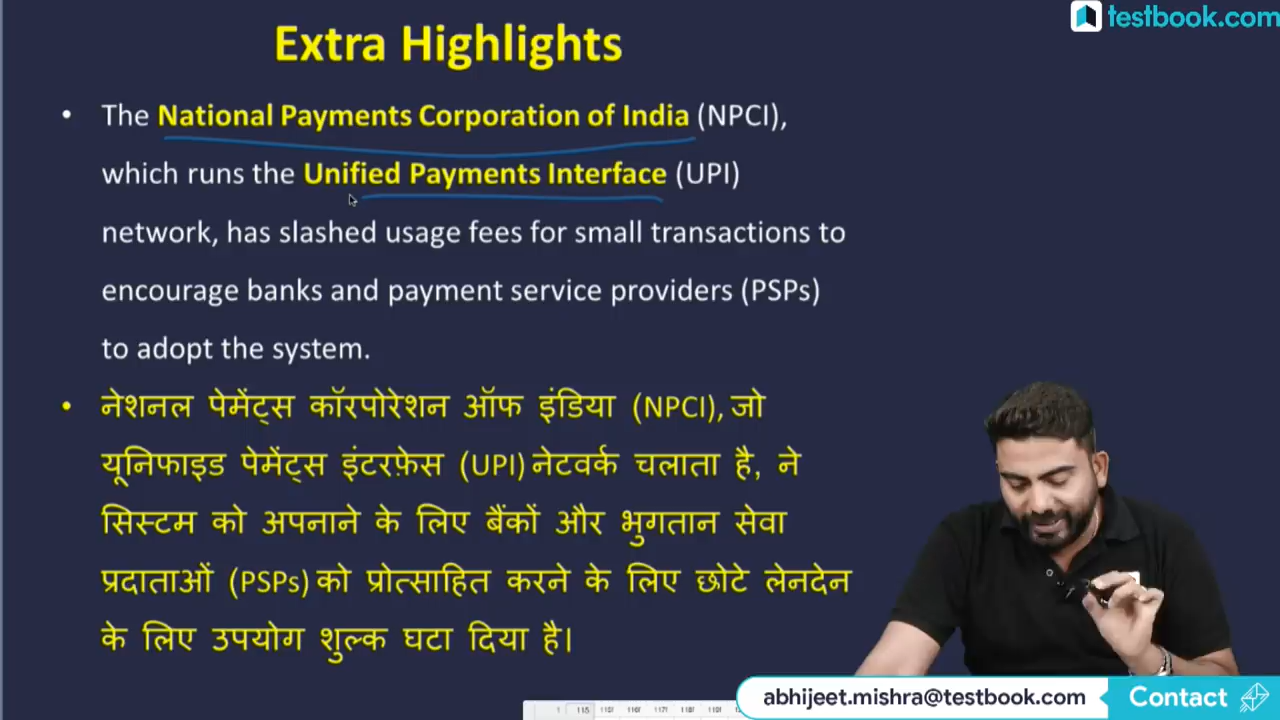 testbook.com
Extra Highlights
• The National Payments Corporation of India (NPCI),
which runs the Unified Payments Interface (UPI)
network, has slashed usage fees for small transactions to
encourage banks and payment service providers (PSPs)
to adopt the system.
• नेशनल पेमेंट्स कॉरपोरेशन ऑफ इंडिया (NPCI), जो
यूनिफाइड पेमेंट्स इंटरफ़ेस (UPI) नेटवर्क चलाता है, ने
सिस्टम को अपनाने के लिए बैंकों और भुगतान सेवा
प्रदाताओं (PSPs) को प्रोत्साहित करने के लिए छोटे लेनदेन
के लिए उपयोग शुल्क घटा दिया है।
abhijeet.mishra@testbook.com Contact